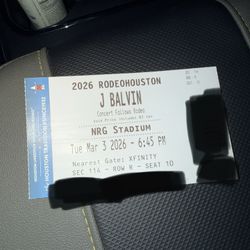 2026 RODEOHOUSTON
J BALVIN
Concert Follows Rodeo
NRG Stadium
Tue Mar 3 2026 - 6:45 PM
Nearest Gate: XFINITY
SEC 114 - ROW K - SEAT 10